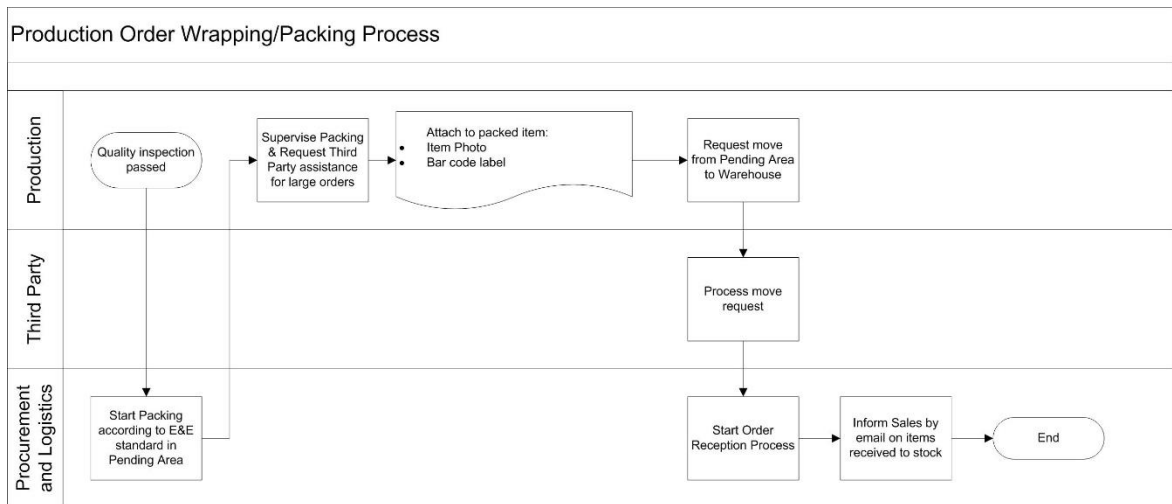 Production Order Wrapping/Packing Process
Production
Quality inspection
passed
Supervise Packing
& Request Third
Party assistance
for large orders
Attach to packed item:
• Item Photo
• Bar code label
Request move
from Pending Area
to Warehouse
Third Party
Process move
request
Procurement
and Logistics
Start Packing
according to E&E
standard in
Pending Area
Start Order
Reception Process
Inform Sales by
email on items
received to stock
End